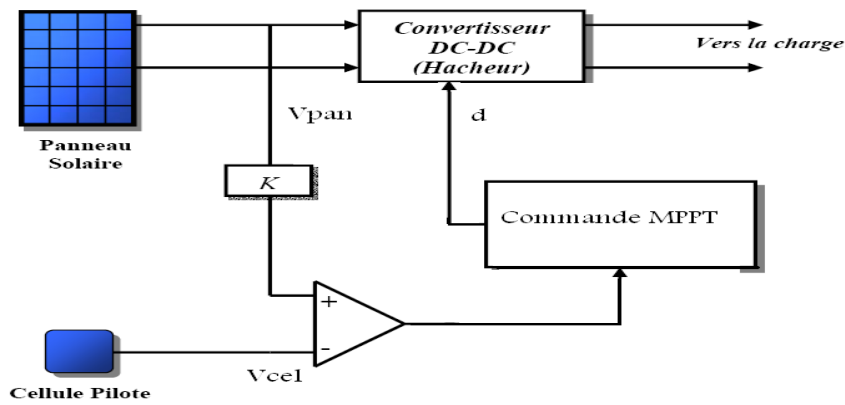 Convertisseur
DC-DC
(Hacheur)
Vers la charge
Vpan
d
Panneau
Solaire
K
Commande MPPT
+
-
Vcel
Cellule Pilote